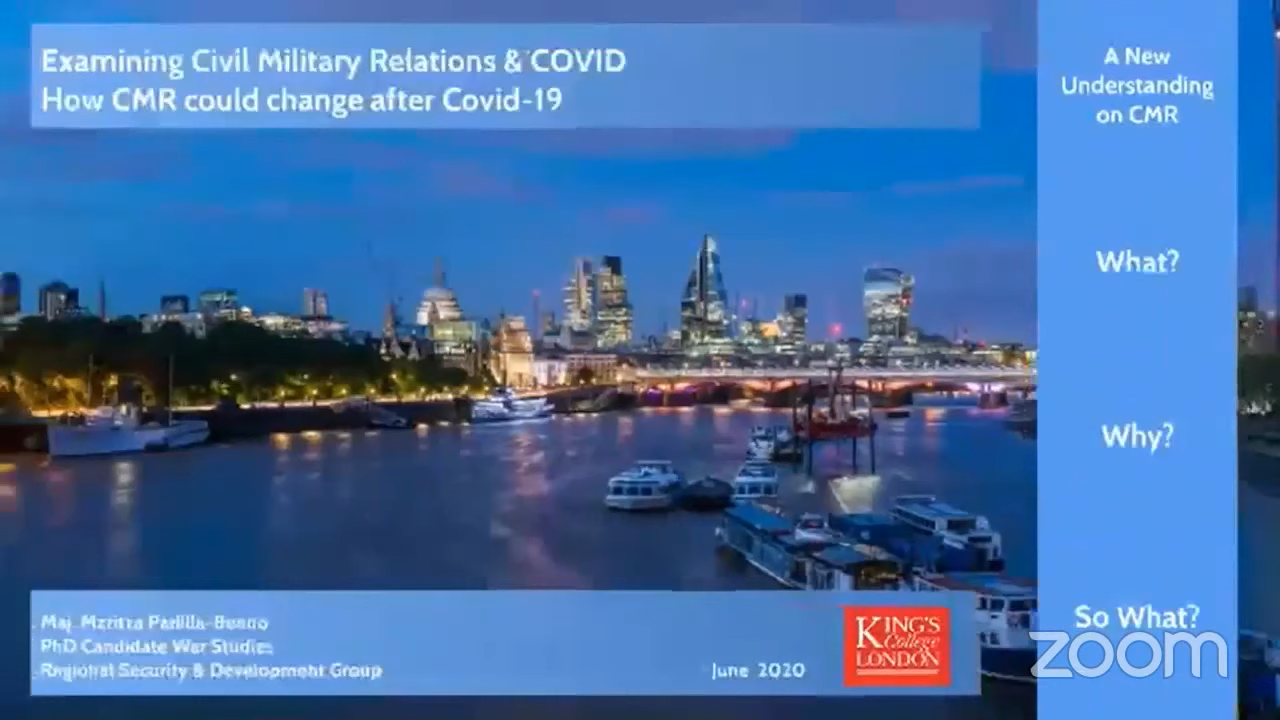 Examining Civil Military Relations & COVID
How CMR could change after Covid-19
A New
Understanding
on CMR
What?
Why?
So What?
Maj.
PhD Candidate War Studies
Regional Security & Development Group
June 2020
KING'S
College
LONDON
zoom